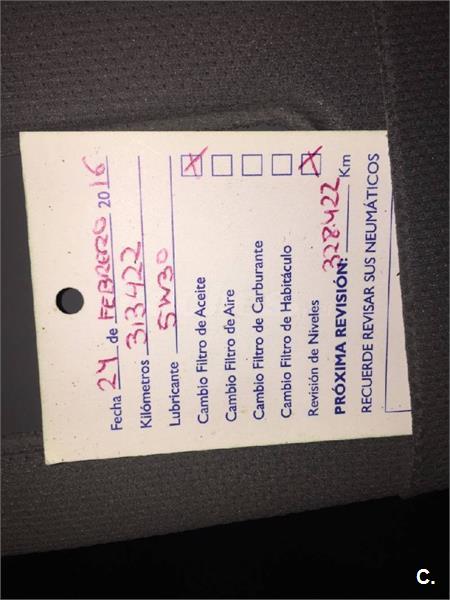 Fecha 24 de FEBRERO 2016
Kilómetros 313422
Lubricante 5W30
Cambio Filtro de Aceite X
Cambio Filtro de Aire
Cambio Filtro de Carburante
Cambio Filtro de Habitáculo
Revisión de Niveles X
PRÓXIMA REVISIÓN: 328422 Km
RECUERDE REVISAR SUS NEUMÁTICOS
C.